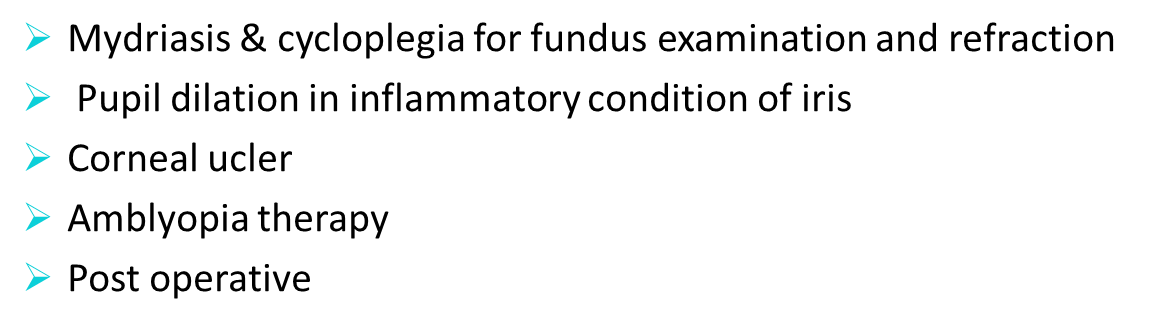 Mydriasis & cycloplegia for fundus examination and refraction
Pupil dilation in inflammatory condition of iris
Corneal ucler
Amblyopia therapy
Post operative